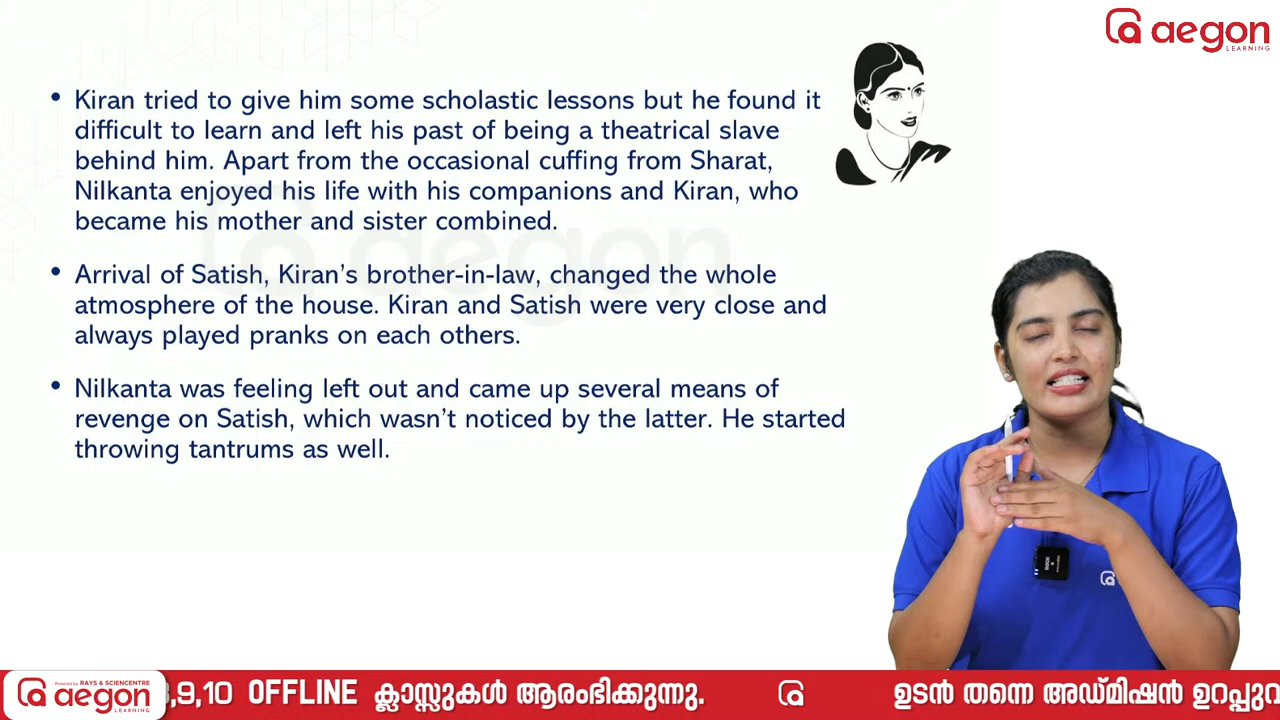 aegon
LEARNING
• Kiran tried to give him some scholastic lessons but he found it
difficult to learn and left his past of being a theatrical slave
behind him. Apart from the occasional cuffing from Sharat,
Nilkanta enjoyed his life with his companions and Kiran, who
became his mother and sister combined.
• Arrival of Satish, Kiran's brother-in-law, changed the whole
atmosphere of the house. Kiran and Satish were very close and
always played pranks on each others.
• Nilkanta was feeling left out and came up several means of
revenge on Satish, which wasn't noticed by the latter. He started
throwing tantrums as well.
Powered by RAYS & SCIENCENTRE
aegon
LEARNING
,9,10 OFFLINE ക്ലാസ്സുകൾ ആരംഭിക്കുന്നു. ഉടൻ തന്നെ അഡ്മിഷൻ